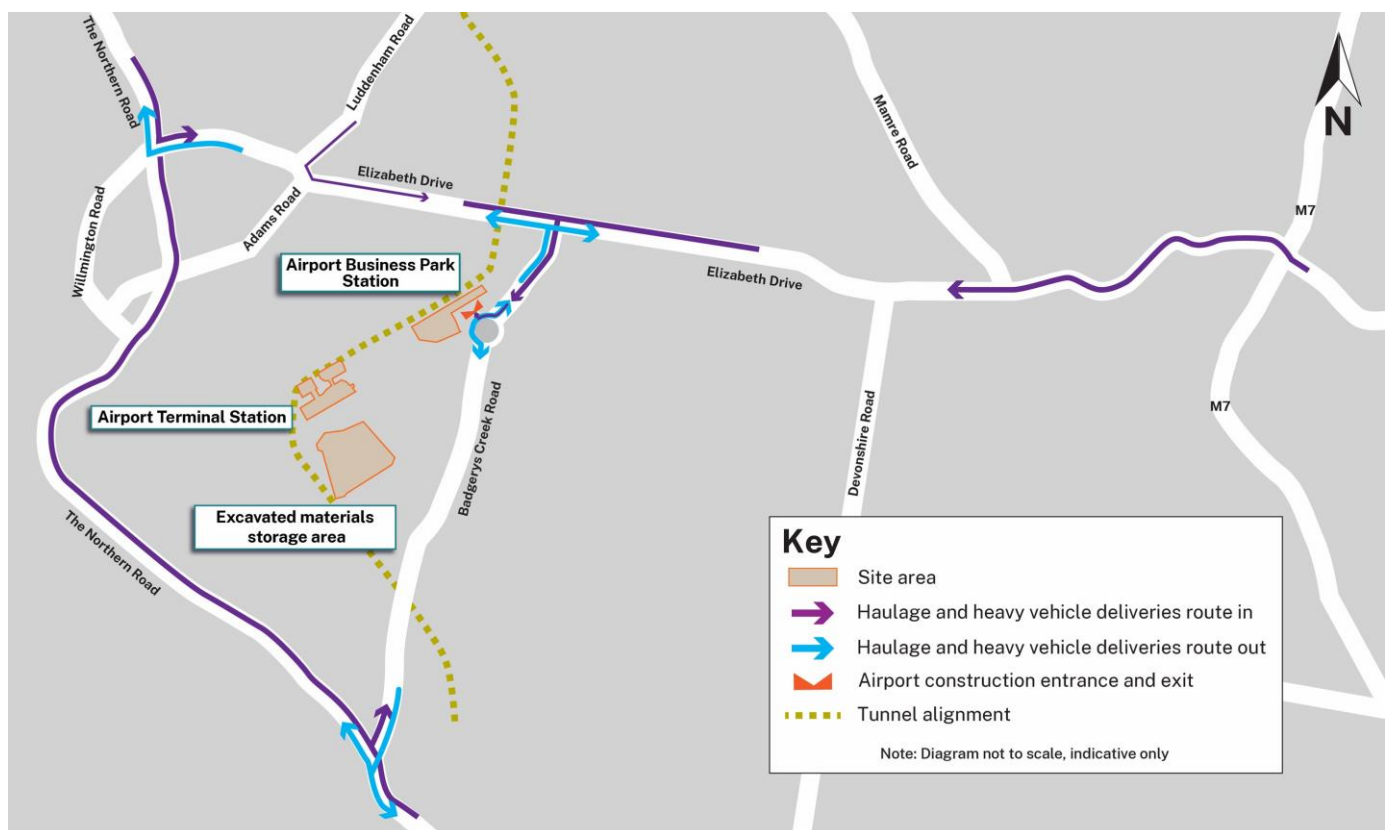 The Northern Road
Luddenham Road
Mamre Road
N
Elizabeth Drive
Willmington Road
Adams Road
M7
Airport Business Park
Station
Elizabeth Drive
Airport Terminal Station
Badgerys Creek Road
Devonshire Road
M7
Excavated materials
storage area
The Northern Road
Key
Site area
Haulage and heavy vehicle deliveries route in
Haulage and heavy vehicle deliveries route out
Airport construction entrance and exit
Tunnel alignment
Note: Diagram not to scale, indicative only